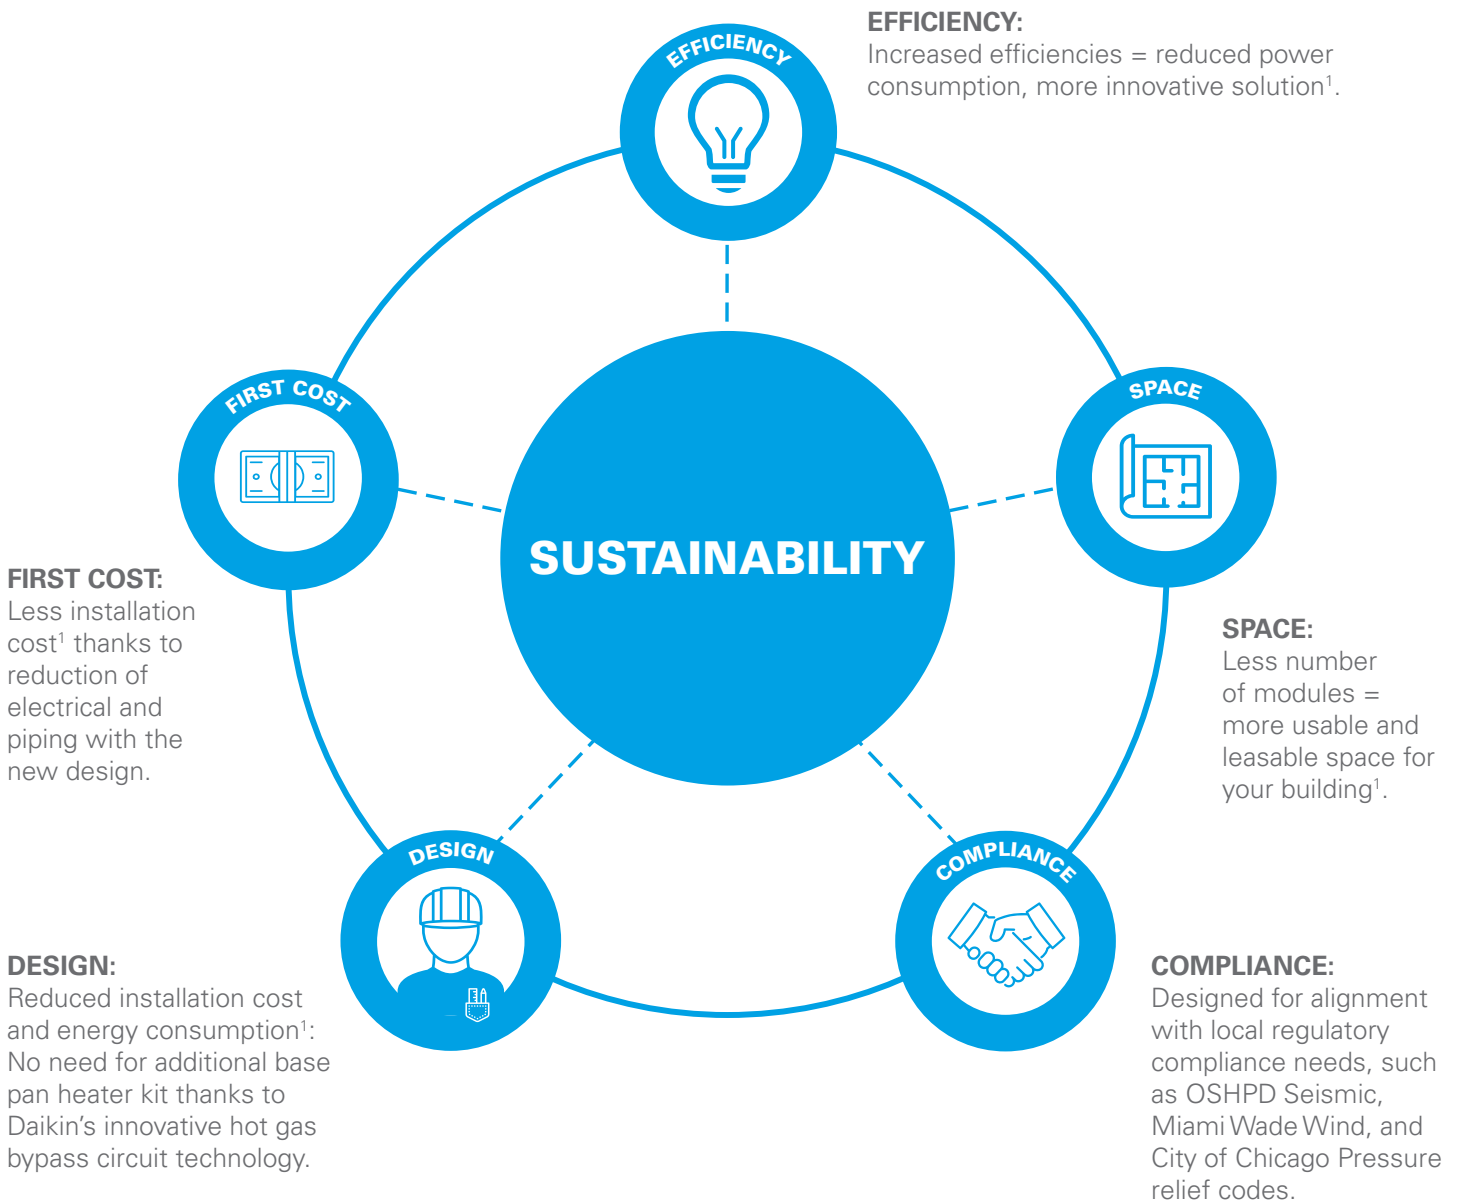 EFFICIENCY
EFFICIENCY:
Increased efficiencies = reduced power
consumption, more innovative solution¹.
FIRST COST
SPACE
SUSTAINABILITY
FIRST COST:
Less installation
cost¹ thanks to
reduction of
electrical and
piping with the
new design.
SPACE:
Less number
of modules =
more usable and
leasable space for
your building¹.
DESIGN
COMPLIANCE
DESIGN:
Reduced installation cost
and energy consumption¹:
No need for additional base
pan heater kit thanks to
Daikin's innovative hot gas
bypass circuit technology.
COMPLIANCE:
Designed for alignment
with local regulatory
compliance needs, such
as OSHPD Seismic,
Miami Wade Wind, and
City of Chicago Pressure
relief codes.